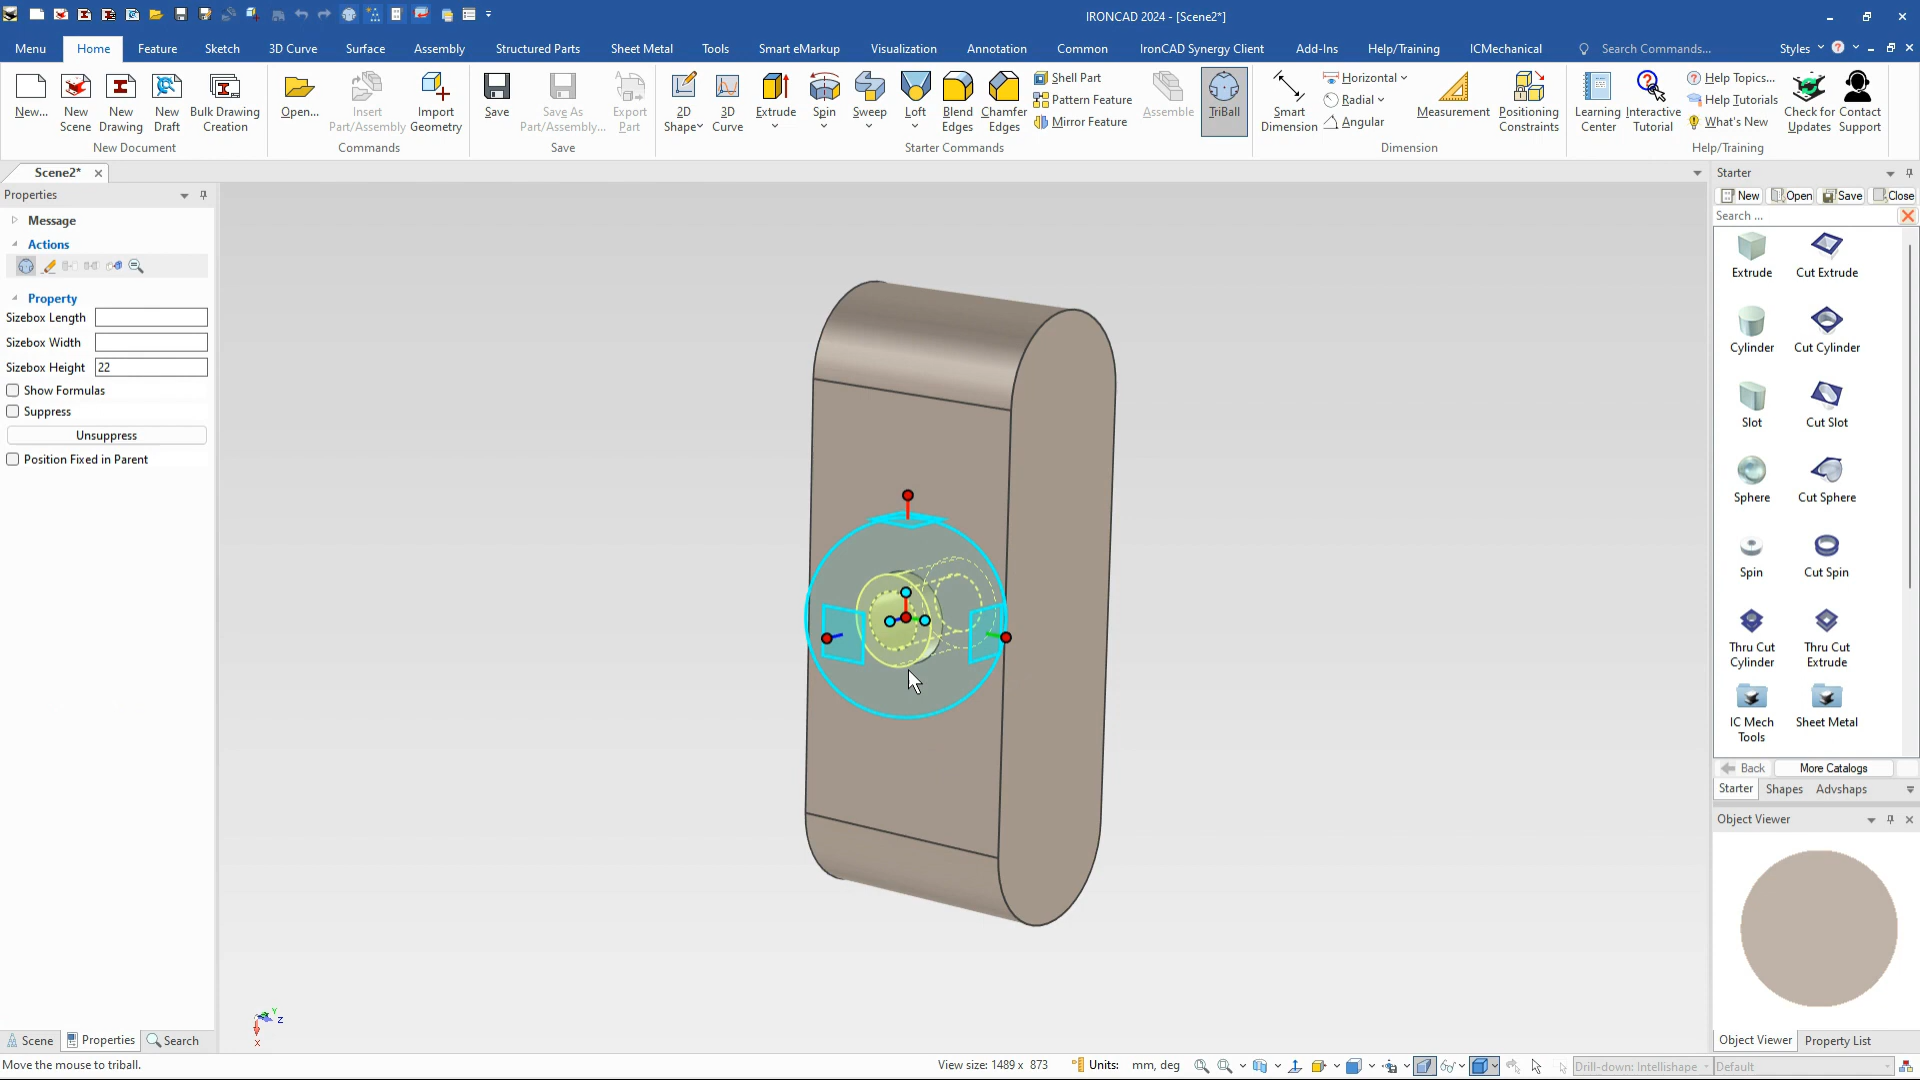 IRONCAD 2024 - [Scene2*]
Menu Home Feature Sketch 3D Curve Surface Assembly Structured Parts Sheet Metal Tools Smart eMarkup Visualization Annotation Common IronCAD Synergy Client Add-Ins Help/Training ICMechanical Search Commands... Styles
New... New Scene New Drawing New Draft Bulk Drawing Creation
New Document
Open... Insert Part/Assembly Import Geometry
Commands
Save Save As Part/Assembly... Export Part
Save
2D Shape 3D Curve Extrude Spin Sweep Loft Blend Edges Chamfer Edges
Shell Part
Pattern Feature
Mirror Feature
Assemble TriBall
Starter Commands
Smart Dimension
Horizontal
Radial
Angular
Measurement Positioning Constraints
Dimension
Learning Center Interactive Tutorial
Help Topics...
Help Tutorials
What's New
Check for Updates Contact Support
Help/Training
Scene2*
Properties
Message
Actions
Property
Sizebox Length
Sizebox Width
Sizebox Height 22
Show Formulas
Suppress
Unsuppress
Position Fixed in Parent
Y
Z
X
Starter
New Open Save Close
Search ...
Extrude Cut Extrude
Cylinder Cut Cylinder
Slot Cut Slot
Sphere Cut Sphere
Spin Cut Spin
Thru Cut Cylinder Thru Cut Extrude
IC Mech Tools Sheet Metal
Back More Catalogs
Starter Shapes Advshaps
Object Viewer
Object Viewer Property List
Scene Properties Search
Move the mouse to triball.
View size: 1489 x 873 Units: mm, deg Drill-down: Intellishape Default